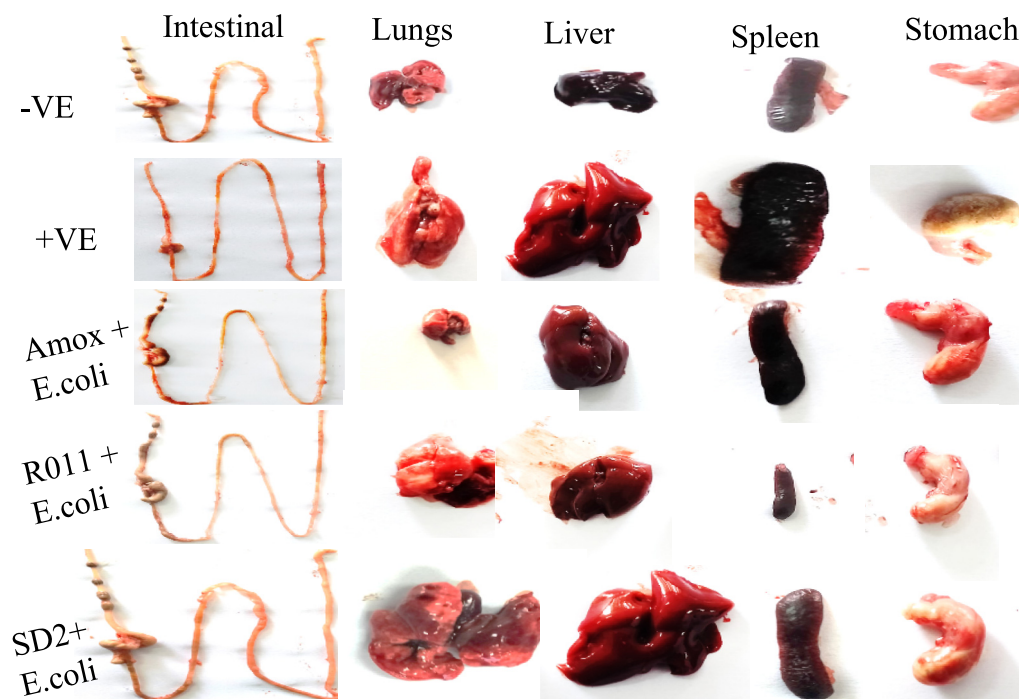 Intestinal Lungs Liver Spleen Stomach
-VE
+VE
Amox +
E.coli
R011 +
E.coli
SD2+
E.coli